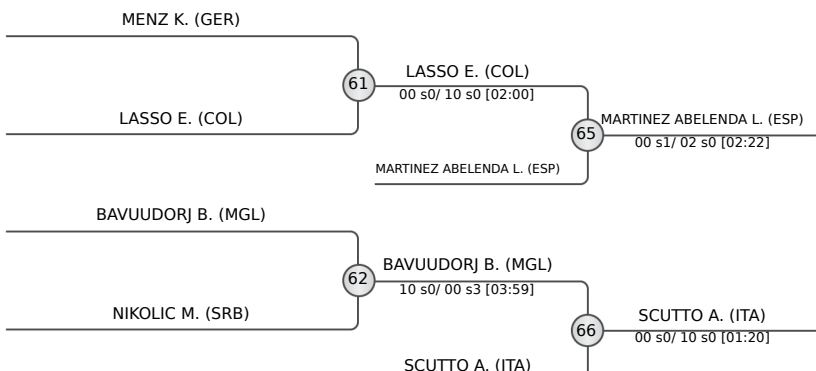 MENZ K. (GER)
61
LASSO E. (COL)
00 s0/ 10 s0 [02:00]
LASSO E. (COL)
65
MARTINEZ ABELENDA L. (ESP)
00 s1/ 02 s0 [02:22]
MARTINEZ ABELENDA L. (ESP)
BAVUUDORJ B. (MGL)
62
BAVUUDORJ B. (MGL)
10 s0/ 00 s3 [03:59]
NIKOLIC M. (SRB)
66
SCUTTO A. (ITA)
00 s0/ 10 s0 [01:20]
SCUTTO A. (ITA)